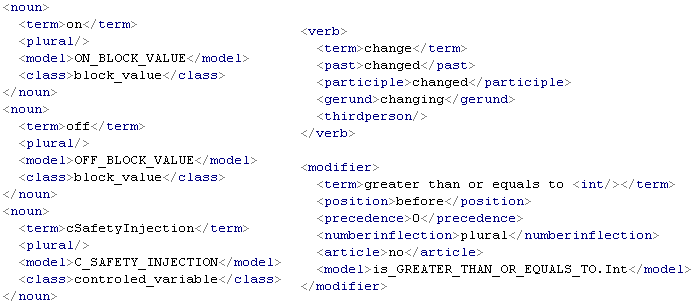 <noun>
<term>on</term>
<plural/>
<model>ON_BLOCK_VALUE</model>
<class>block_value</class>
</noun>
<noun>
<term>off</term>
<plural/>
<model>OFF_BLOCK_VALUE</model>
<class>block_value</class>
</noun>
<noun>
<term>cSafetyInjection</term>
<plural/>
<model>C_SAFETY_INJECTION</model>
<class>controled_variable</class>
</noun>
<verb>
<term>change</term>
<past>changed</past>
<participle>changed</participle>
<gerund>changing</gerund>
<thirdperson/>
</verb>
<modifier>
<term>greater than or equals to <int/></term>
<position>before</position>
<precedence>0</precedence>
<numberinflection>plural</numberinflection>
<article>no</article>
<model>is_GREATER_THAN_OR_EQUALS_TO.Int</model>
</modifier>